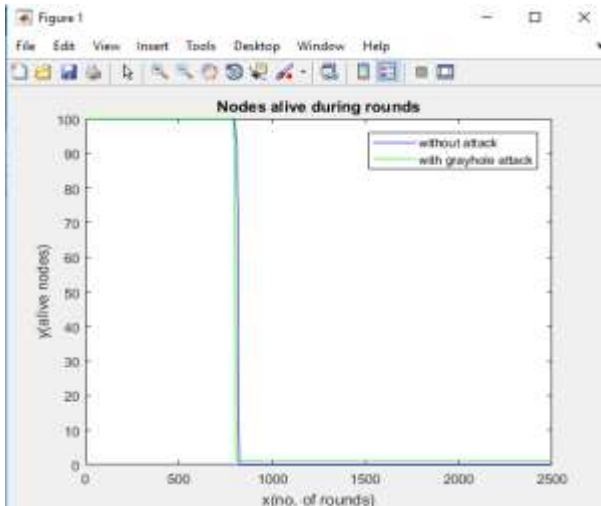 Figure 1
File Edit View Insert Tools Desktop Window Help
Nodes alive during rounds
without attack
with grayhole attack
y(alive nodes)
100
90
80
70
60
50
40
30
20
10
0
0 500 1000 1500 2000 2500
x(no. of rounds)